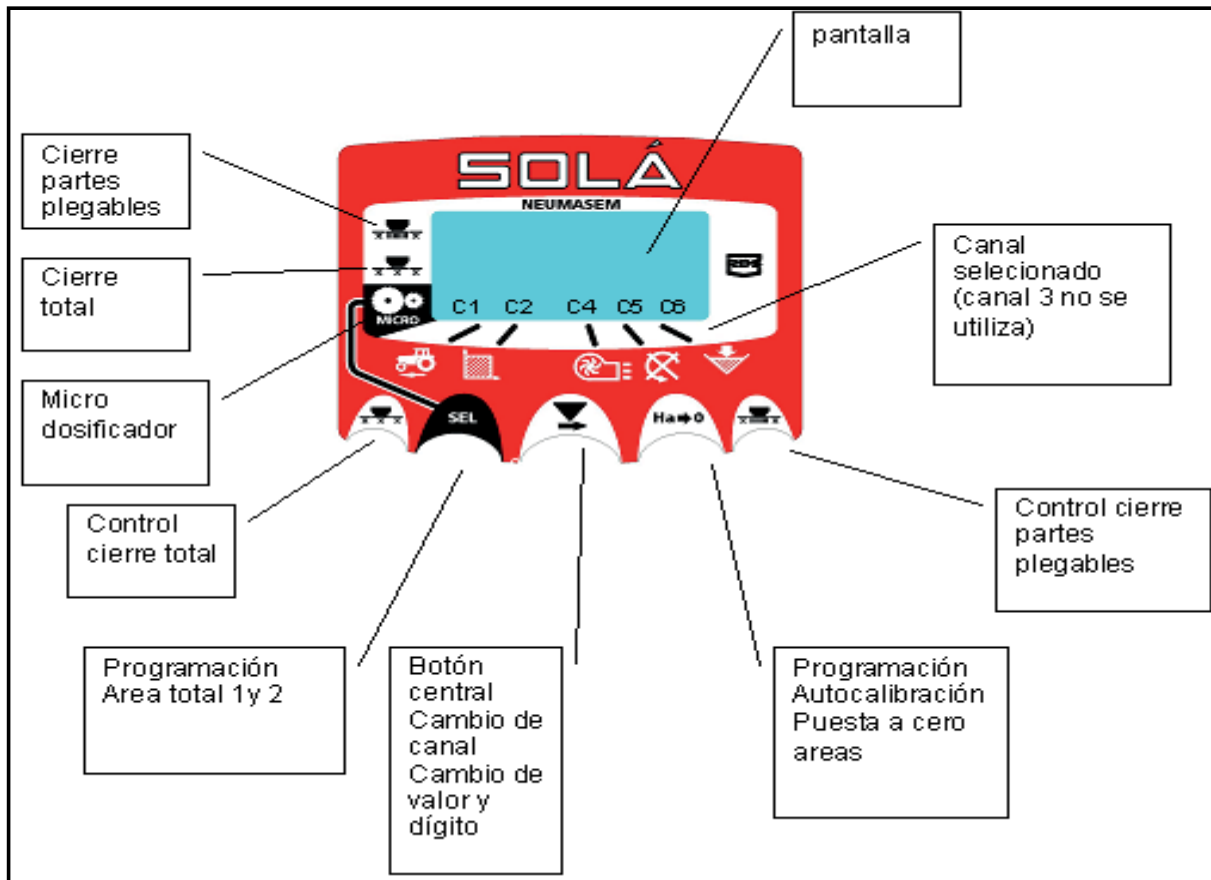 pantalla
Cierre
partes
plegables
SOLÁ
NEUMASEM
Canal
selecionado
(canal 3 no se
utiliza)
Cierre
total
RDS
MICRO
C1 C2 C4 C5 C6
Micro
dosificador
SEL
Ha➡0
Control
cierre total
Control cierre
partes
plegables
Programación
Area total 1y 2
Botón
central
Cambio de
canal
Cambio de
valor y
dígito
Programación
Autocalibración
Puesta a cero
areas